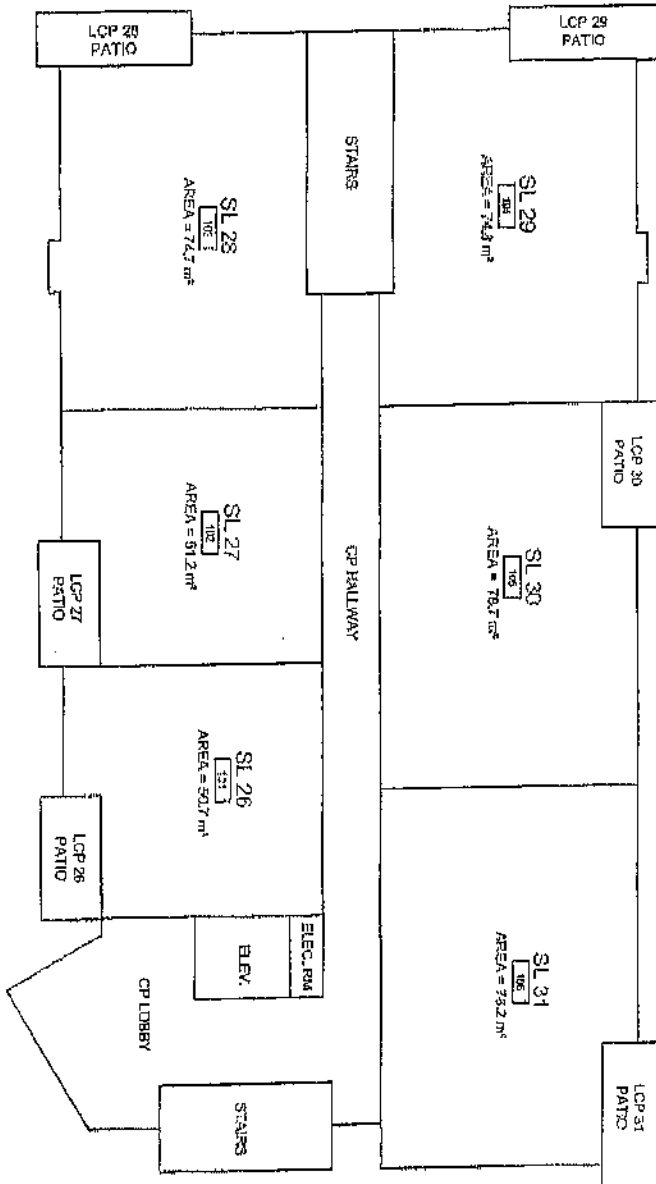 LCP 28
PATIO
LCP 29
PATIO
STAIRS
SL 29
104
AREA = 74.8 m²
SL 28
103
AREA = 74.7 m²
LCP 30
PATIO
SL 27
102
AREA = 51.2 m²
SL 30
105
LCP 27
PATIO
CP HALLWAY
SL 26
101
AREA = 50.7 m²
LCP 26
PATIO
ELEC. RM
ELEV.
SL 31
106
CP LOBBY
STAIRS
LCP 31
PATIO